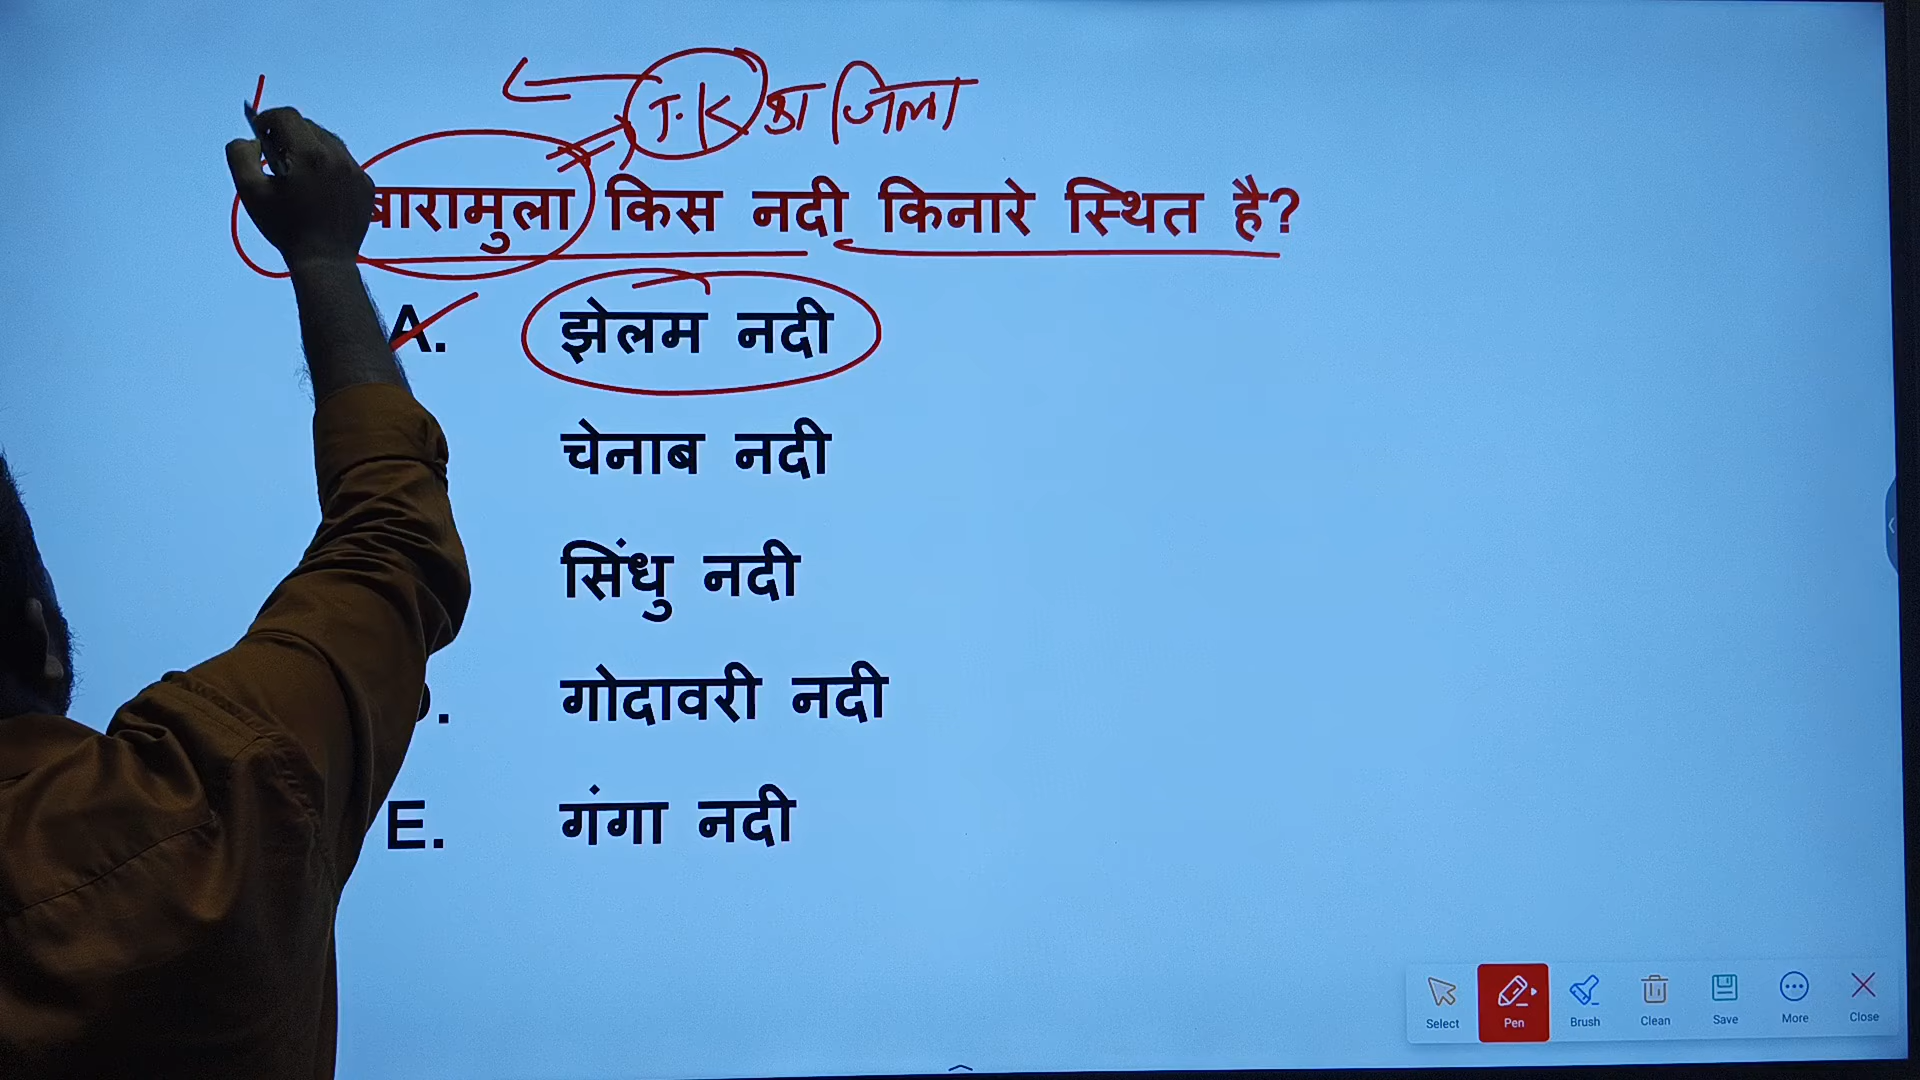 J.K का जिला
बारामुला किस नदी किनारे स्थित है?
A. झेलम नदी
चेनाब नदी
सिंधु नदी
D. गोदावरी नदी
E. गंगा नदी
Select Pen Brush Clean Save More Close